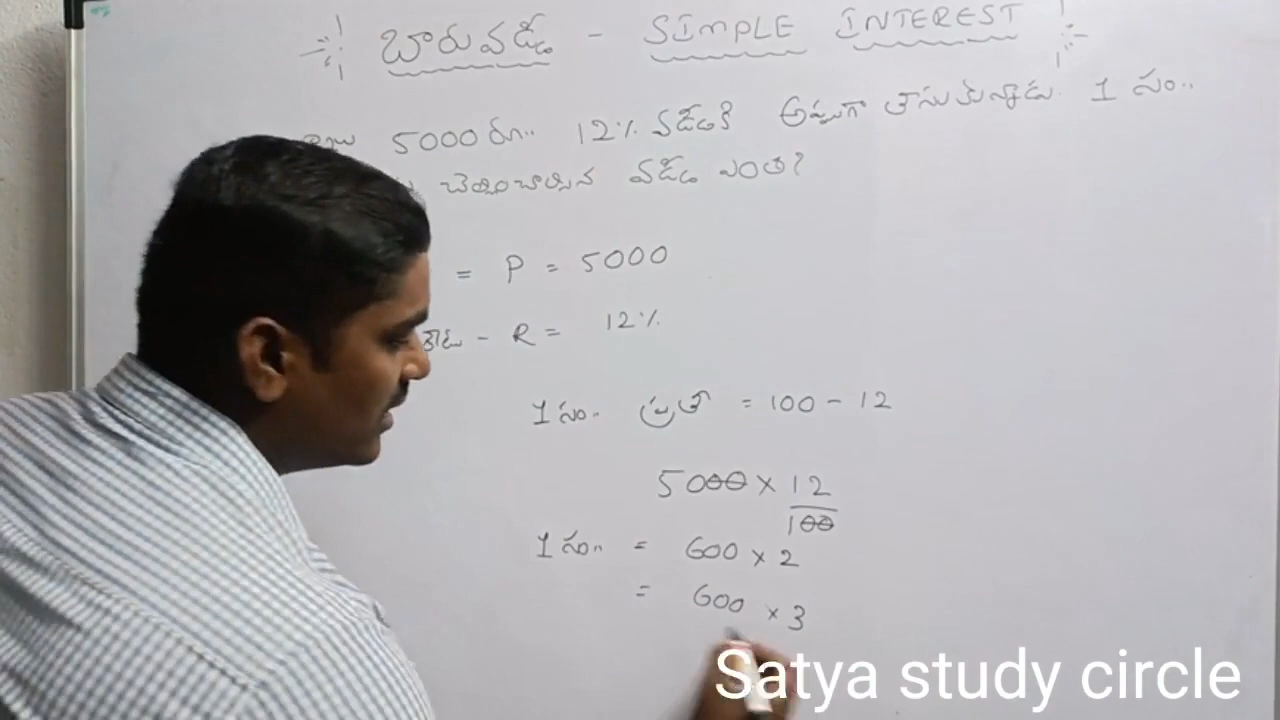 బారువడ్డీ - SIMPLE INTEREST
5000 రూ.. 12% వడ్డీకి అప్పుగా తీసుకున్నాడు. 1 సం..
చెల్లించాల్సిన వడ్డీ ఎంత?
= P = 5000
- R = 12%
1 సం.. ప్రతీ = 100 - 12
5000 × 12
100
1 సం.. = 600 × 2
= 600 × 3
Satya study circle